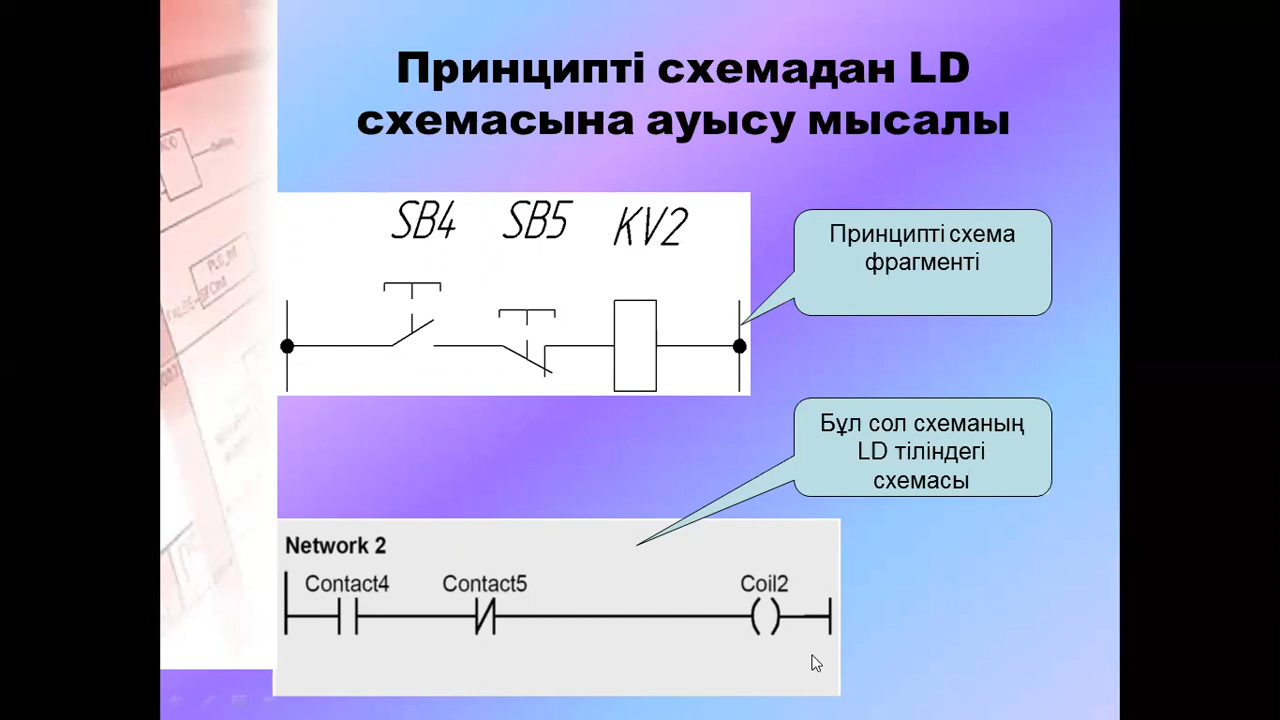 Принципті схемадан LD
схемасына ауысу мысалы
SB4 SB5 KV2
Принципті схема
фрагменті
Бұл сол схеманың
LD тіліндегі
схемасы
Network 2
Contact4 Contact5 Coil2